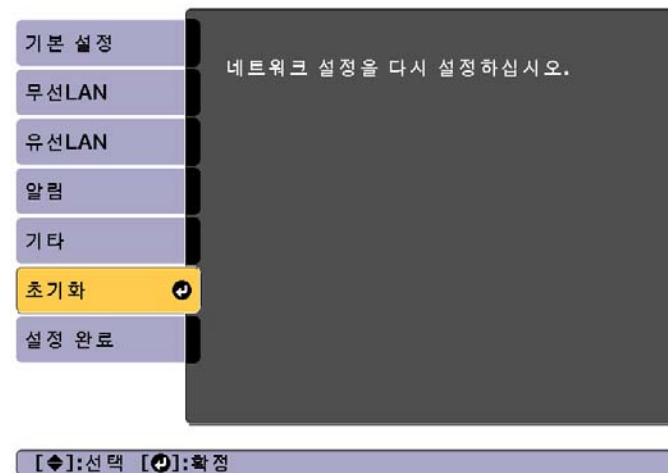 기본 설정
네트워크 설정을 다시 설정하십시오.
무선LAN
유선LAN
알림
기타
초기화
설정 완료
[◆]:선택 [⏎]:확정